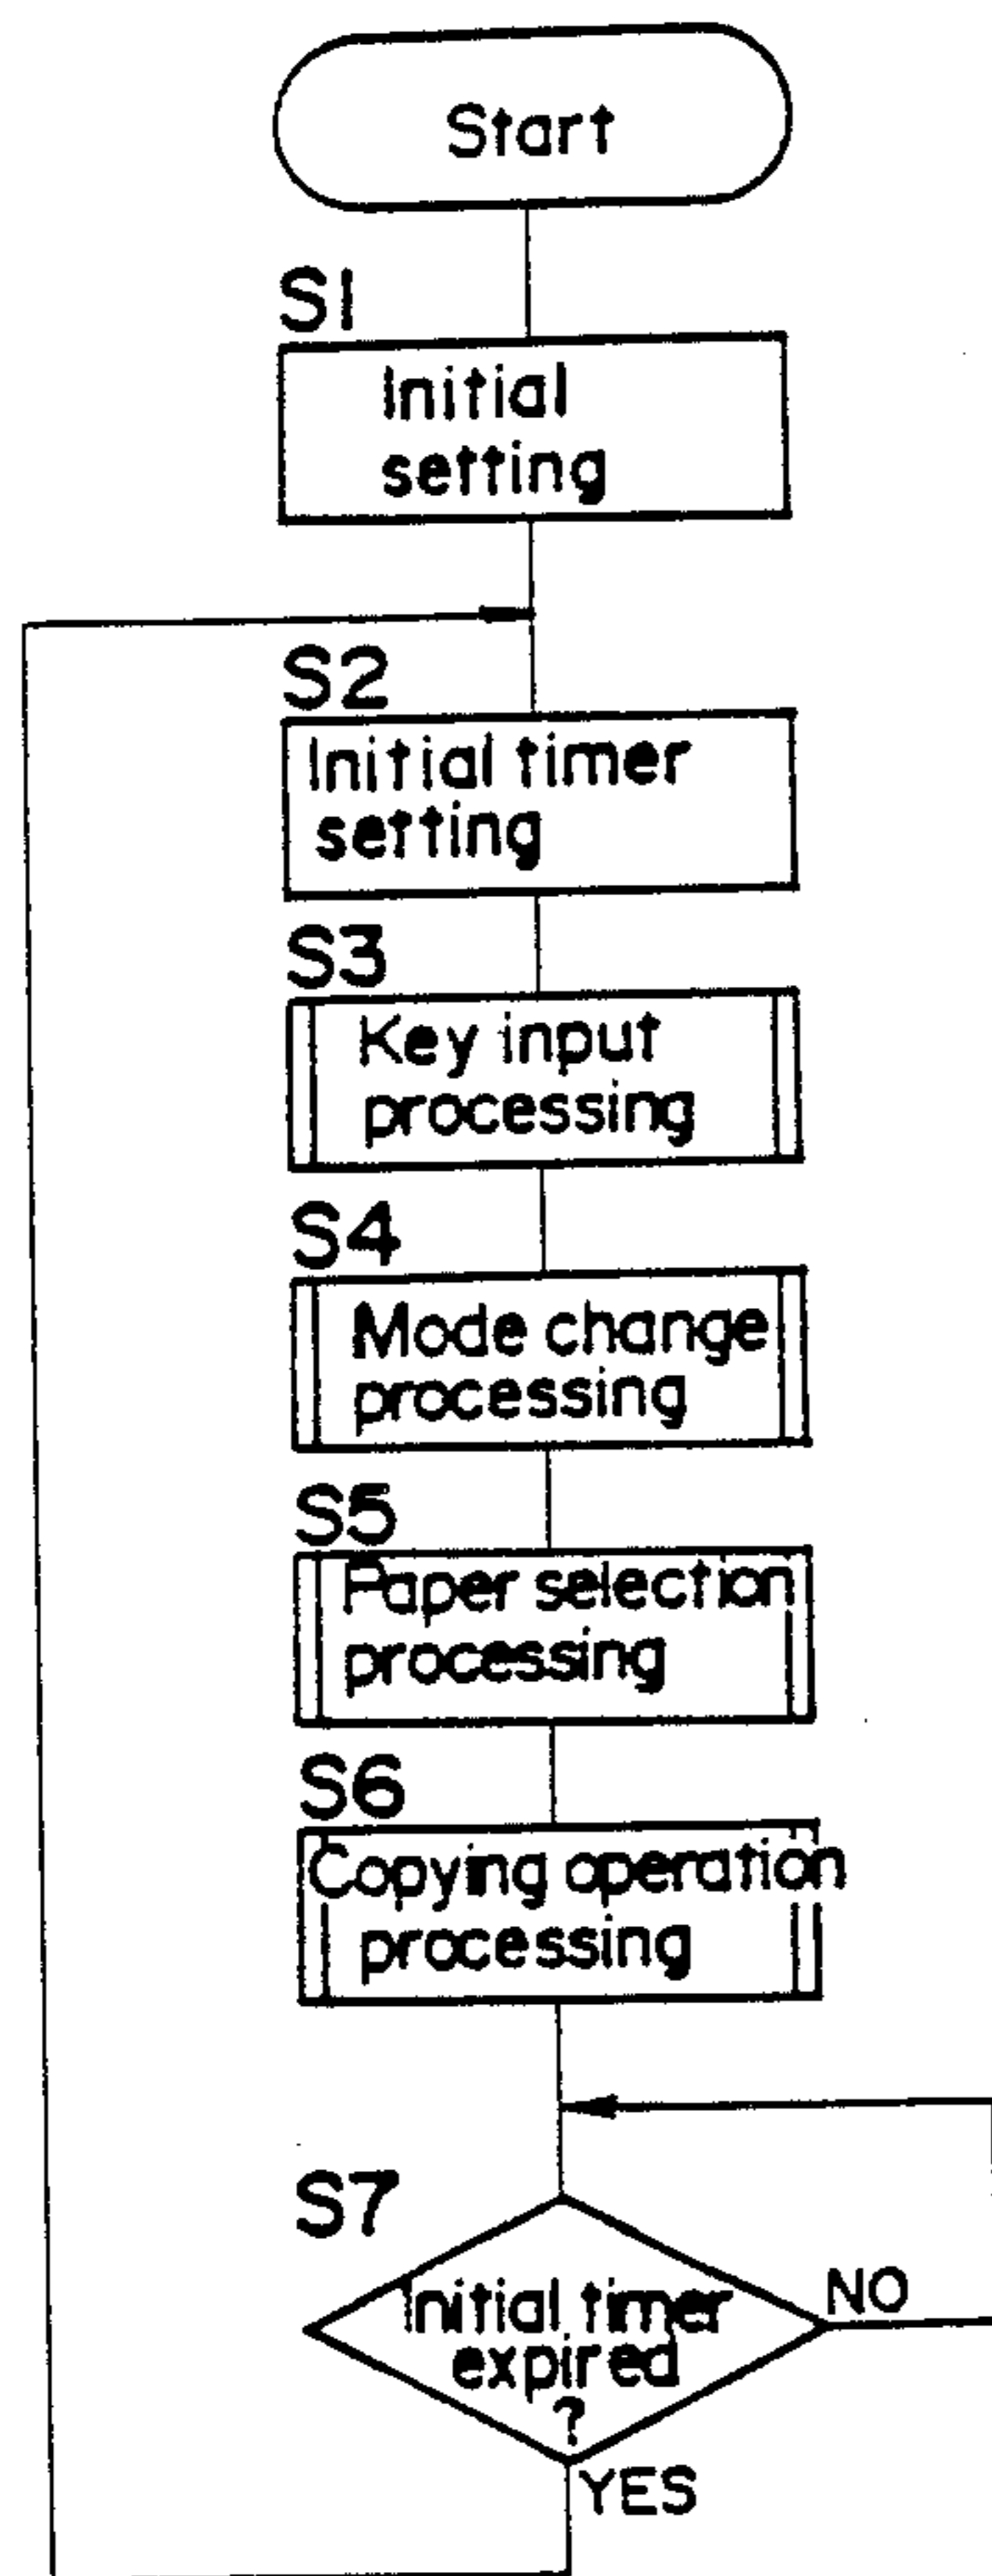 Start
S1
Initial
setting
S2
Initial timer
setting
S3
Key input
processing
S4
Mode change
processing
S5
Paper selection
processing
S6
Copying operation
processing
S7
Initial timer
expired
?
NO
YES